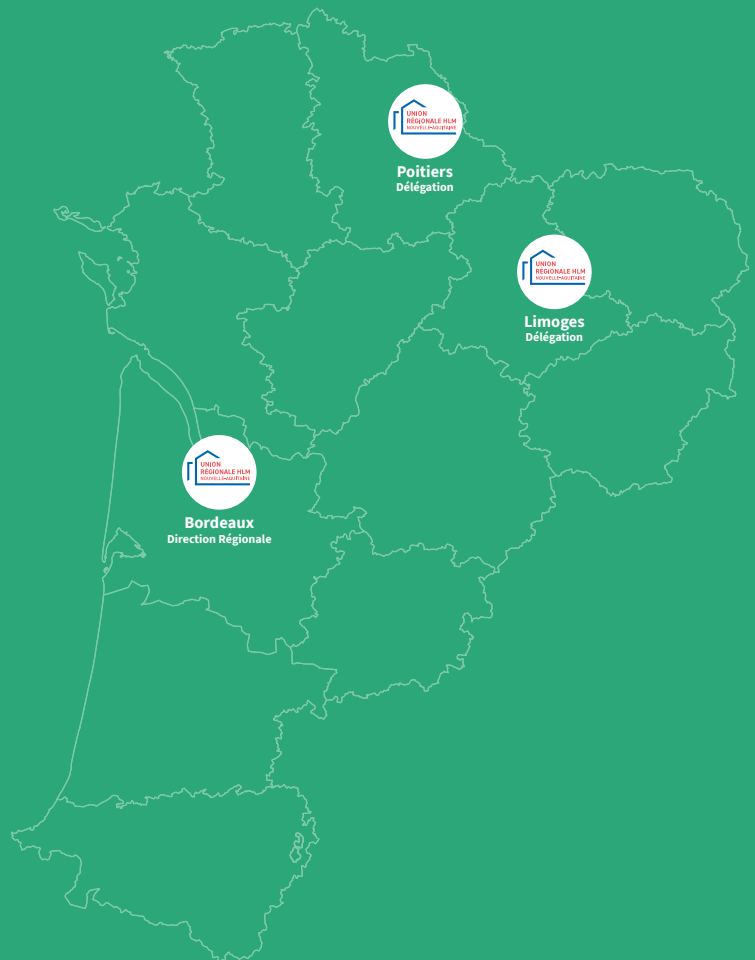 UNION
RÉGIONALE HLM
NOUVELLE-AQUITAINE
Poitiers
Délégation
UNION
RÉGIONALE HLM
NOUVELLE-AQUITAINE
Limoges
Délégation
UNION
RÉGIONALE HLM
NOUVELLE-AQUITAINE
Bordeaux
Direction Régionale